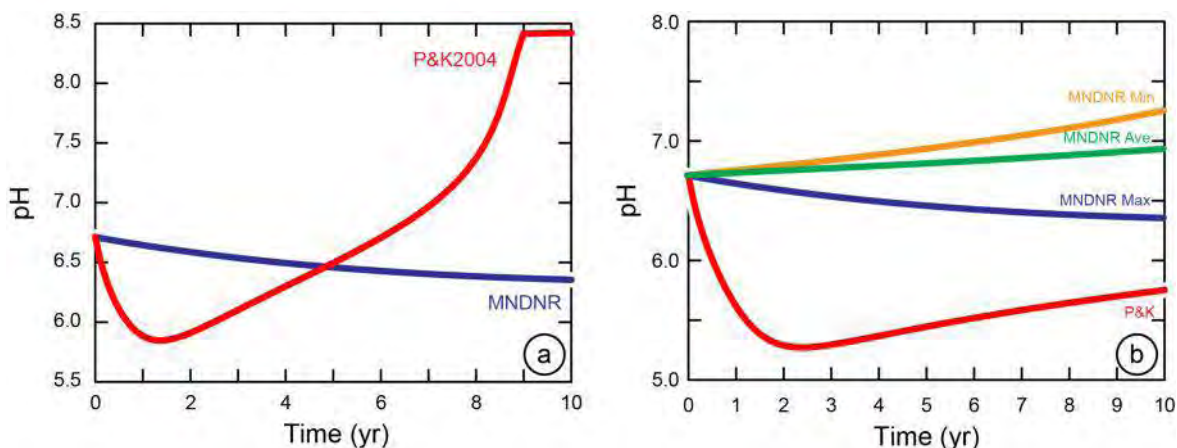 8.5
8.0
7.5
7.0
6.5
6.0
5.5
pH
P&K2004
MNDNR
a
0 2 4 6 8 10
Time (yr)
8.0
7.0
6.0
5.0
pH
MNDNR Min
MNDNR Ave
MNDNR Max
P&K
b
0 1 2 3 4 5 6 7 8 9 10
Time (yr)